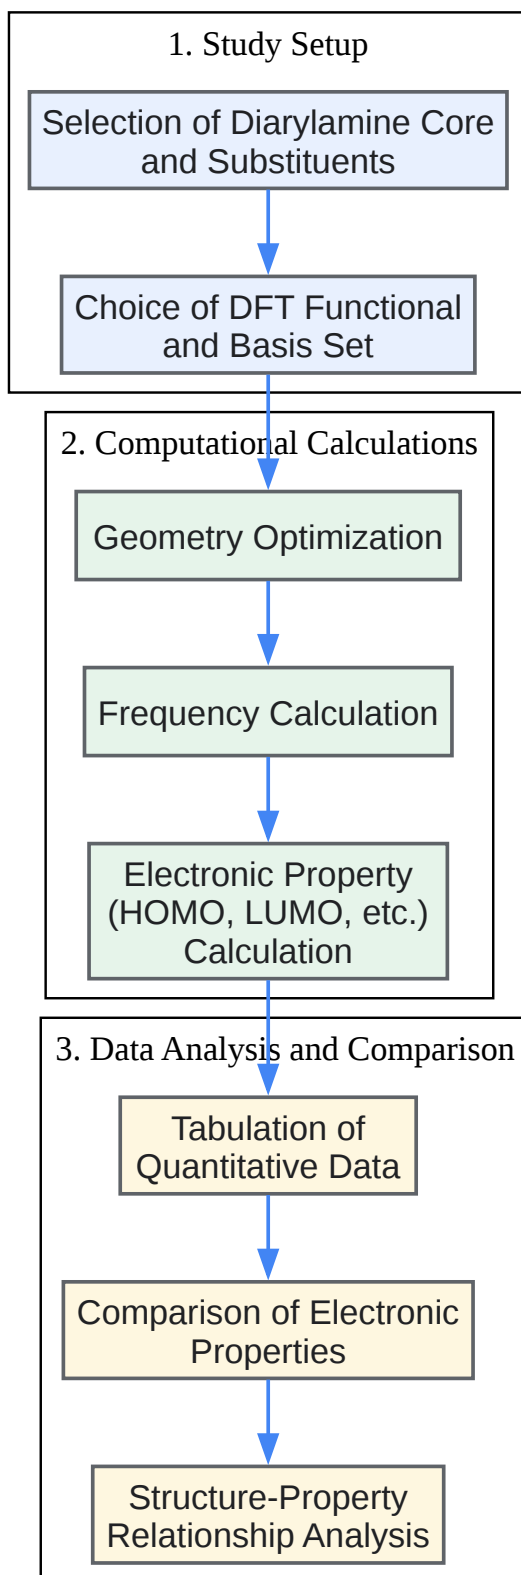 1. Study Setup
Selection of Diarylamine Core
and Substituents
Choice of DFT Functional
and Basis Set
2. Computational Calculations
Geometry Optimization
Frequency Calculation
Electronic Property
(HOMO, LUMO, etc.)
Calculation
3. Data Analysis and Comparison
Tabulation of
Quantitative Data
Comparison of Electronic
Properties
Structure-Property
Relationship Analysis